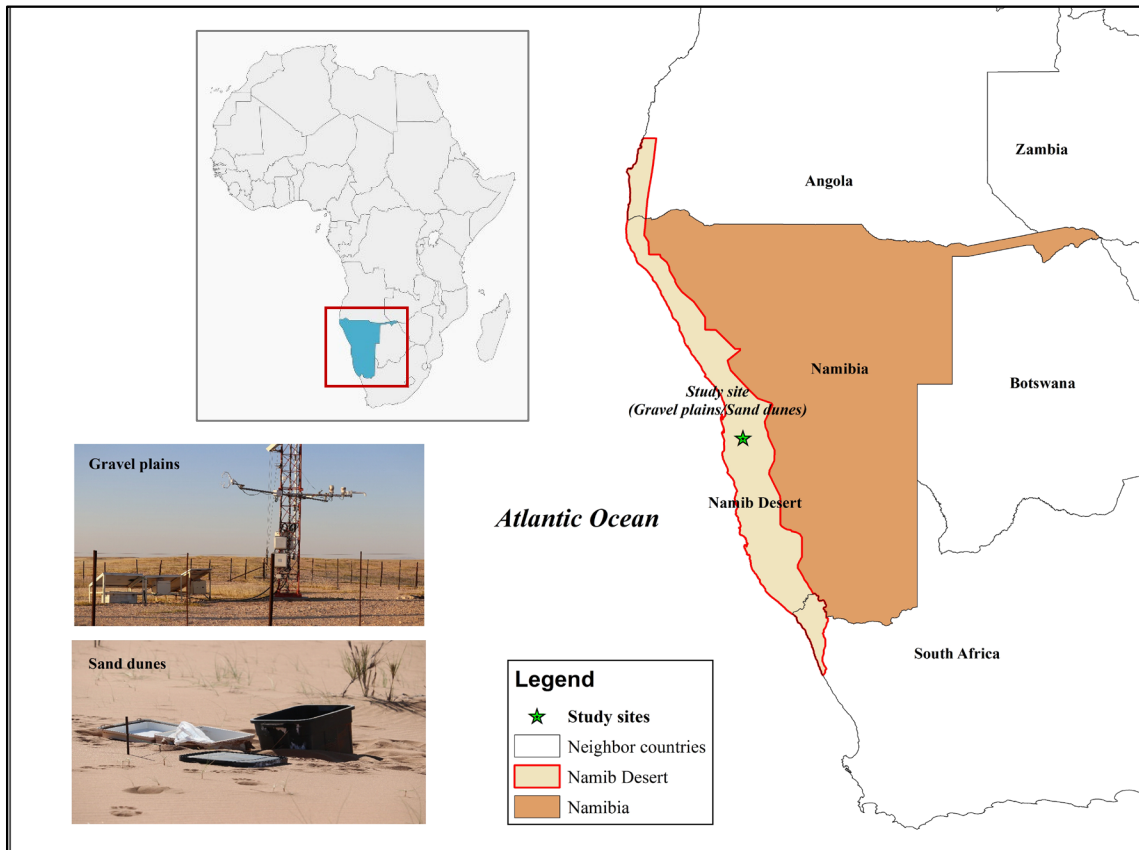 Zambia
Angola
Namibia
Botswana
Study site
(Gravel plains/Sand dunes)
Namib Desert
Atlantic Ocean
South Africa
Gravel plains
Sand dunes
Legend
Study sites
Neighbor countries
Namib Desert
Namibia